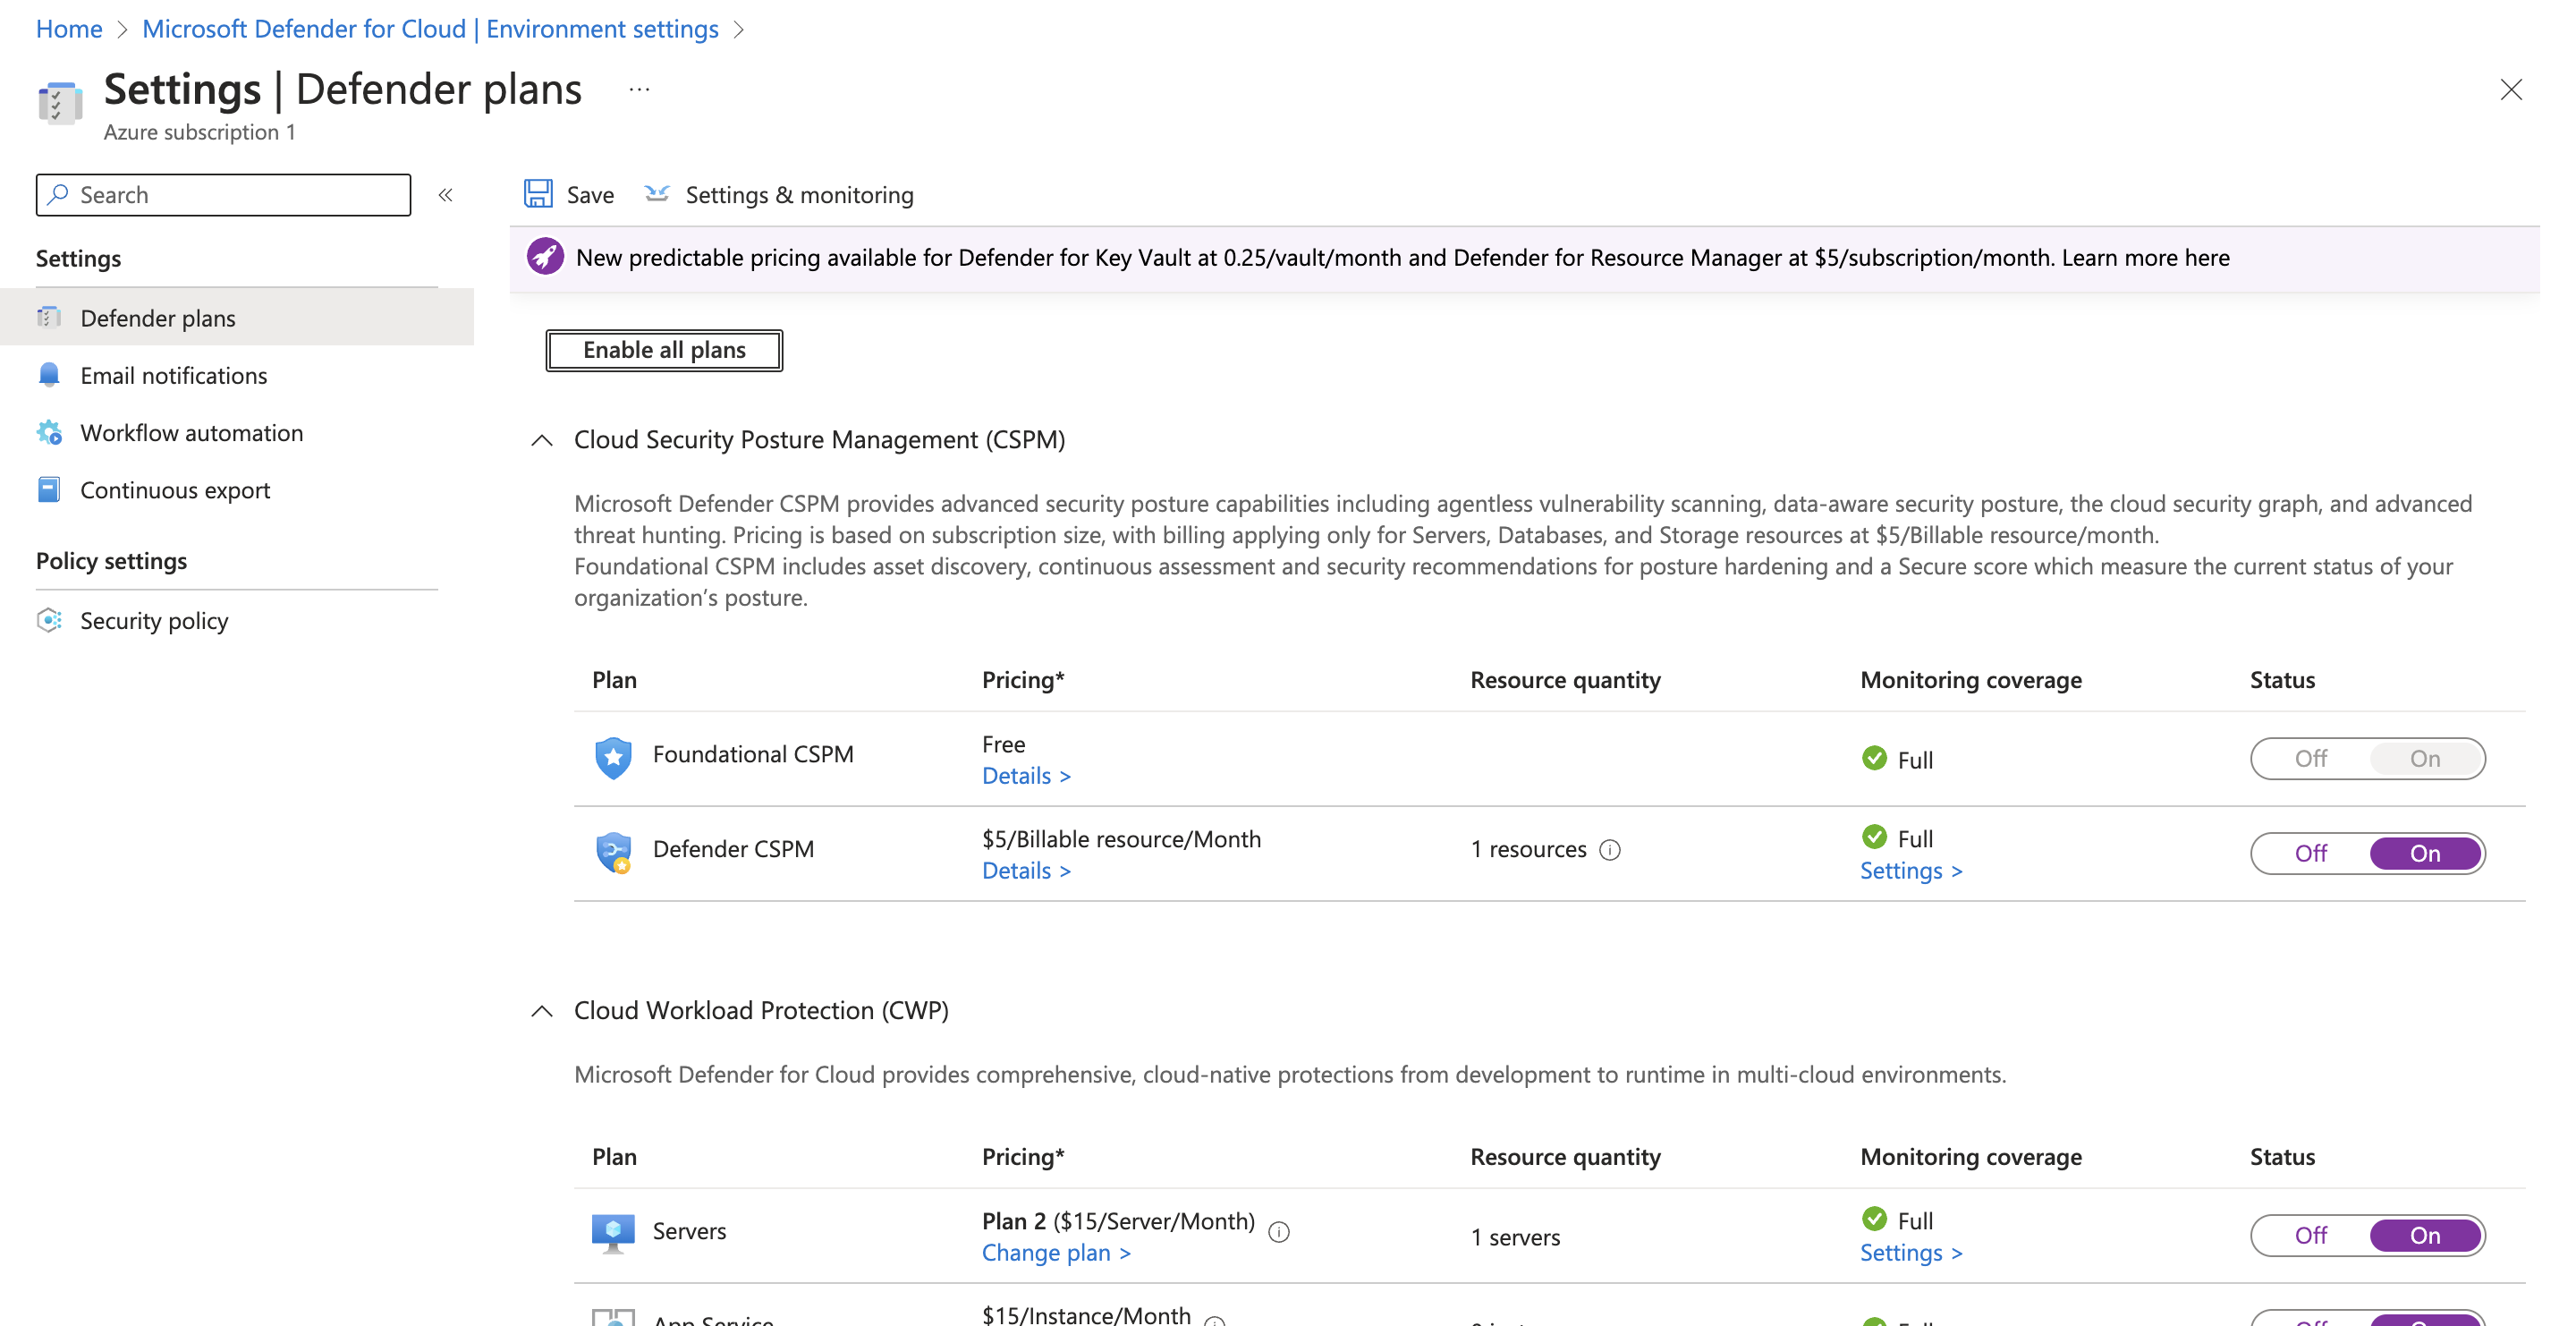 Home > Microsoft Defender for Cloud | Environment settings >
Settings | Defender plans ...
Azure subscription 1
Search «
Save Settings & monitoring
New predictable pricing available for Defender for Key Vault at 0.25/vault/month and Defender for Resource Manager at $5/subscription/month. Learn more here
Settings
Defender plans
Email notifications
Workflow automation
Continuous export
Policy settings
Security policy
Enable all plans
Cloud Security Posture Management (CSPM)
Microsoft Defender CSPM provides advanced security posture capabilities including agentless vulnerability scanning, data-aware security posture, the cloud security graph, and advanced
threat hunting. Pricing is based on subscription size, with billing applying only for Servers, Databases, and Storage resources at $5/Billable resource/month.
Foundational CSPM includes asset discovery, continuous assessment and security recommendations for posture hardening and a Secure score which measure the current status of your
organization’s posture.
Plan Pricing* Resource quantity Monitoring coverage Status
Foundational CSPM Free Full Off On
Details >
Defender CSPM $5/Billable resource/Month 1 resources Full Off On
Details > Settings >
Cloud Workload Protection (CWP)
Microsoft Defender for Cloud provides comprehensive, cloud-native protections from development to runtime in multi-cloud environments.
Plan Pricing* Resource quantity Monitoring coverage Status
Servers Plan 2 ($15/Server/Month) 1 servers Full Off On
Change plan > Settings >
App Service $15/Instance/Month Full Off On